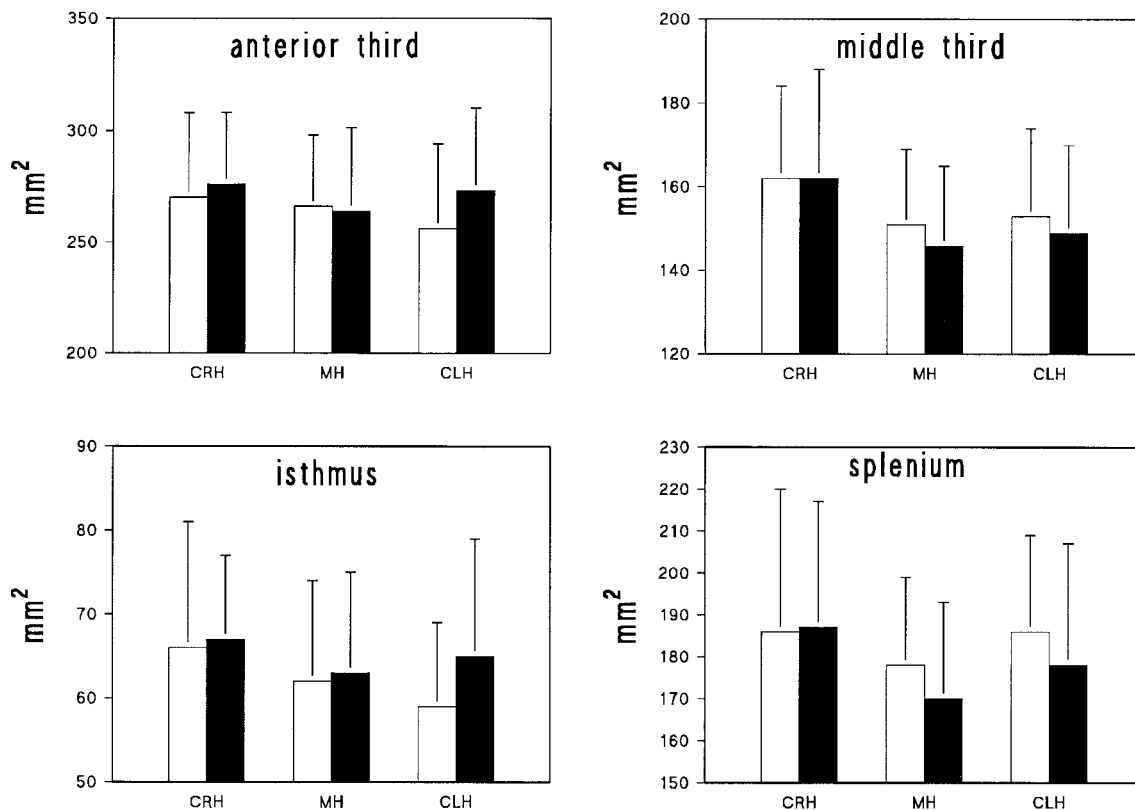 anterior third
mm²
350
300
250
200
CRH MH CLH
middle third
mm²
200
180
160
140
120
CRH MH CLH
isthmus
mm²
90
80
70
60
50
CRH MH CLH
splenium
mm²
230
220
210
200
190
180
170
160
150
CRH MH CLH